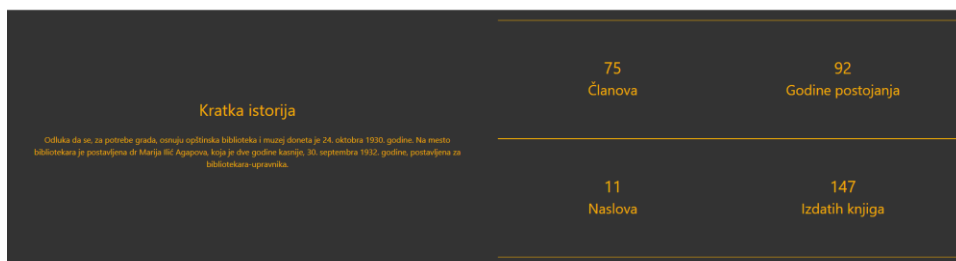 Kratka istorija
Odluka da se, za potrebe grada, osnuju opštinska biblioteka i muzej doneta je 24. oktobra 1930. godine. Na mesto
bibliotekara je postavljena dr Marija Ilić Agapova, koja je dve godine kasnije, 30. septembra 1932. godine, postavljena za
bibliotekara-upravnika.
75
Članova
92
Godine postojanja
11
Naslova
147
Izdatih knjiga